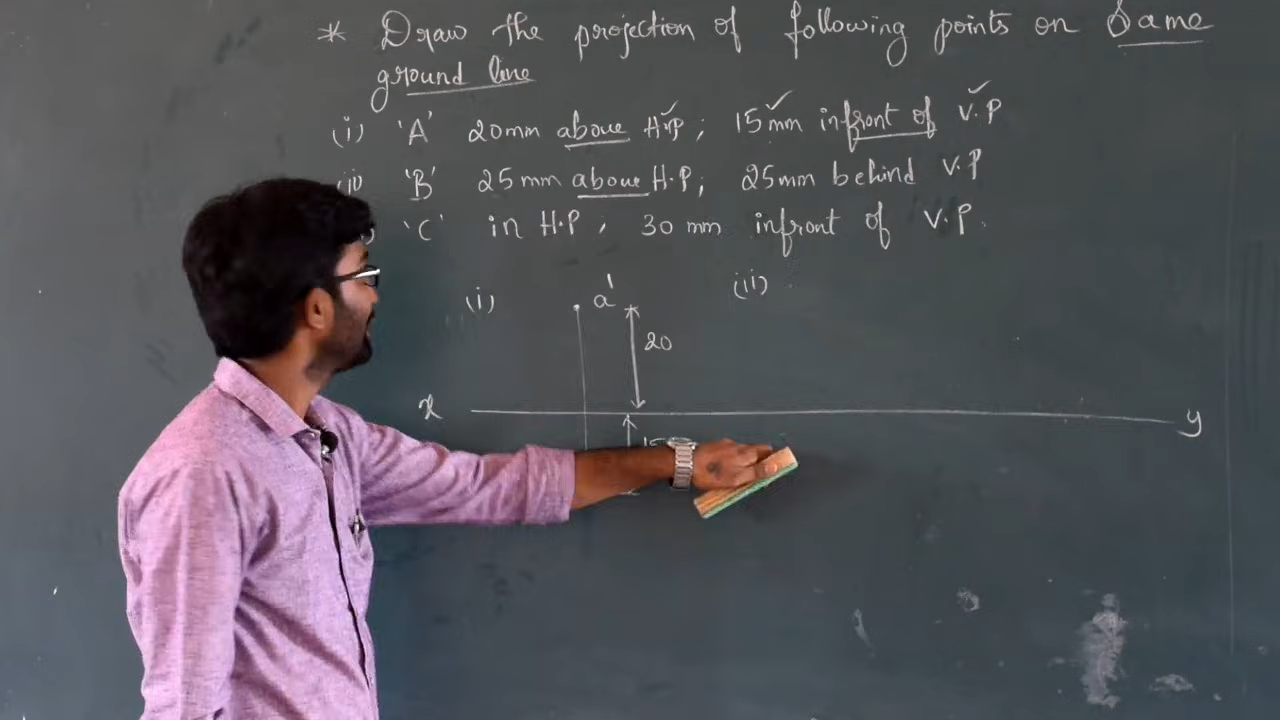 * Draw the projection of following points on Same
ground line
(i) 'A' 20mm above H.P ; 15mm infront of V.P
(ii) 'B' 25mm above H.P ; 25mm behind V.P
'C' in H.P , 30 mm infront of V.P.
(i) a' (ii)
20
x y